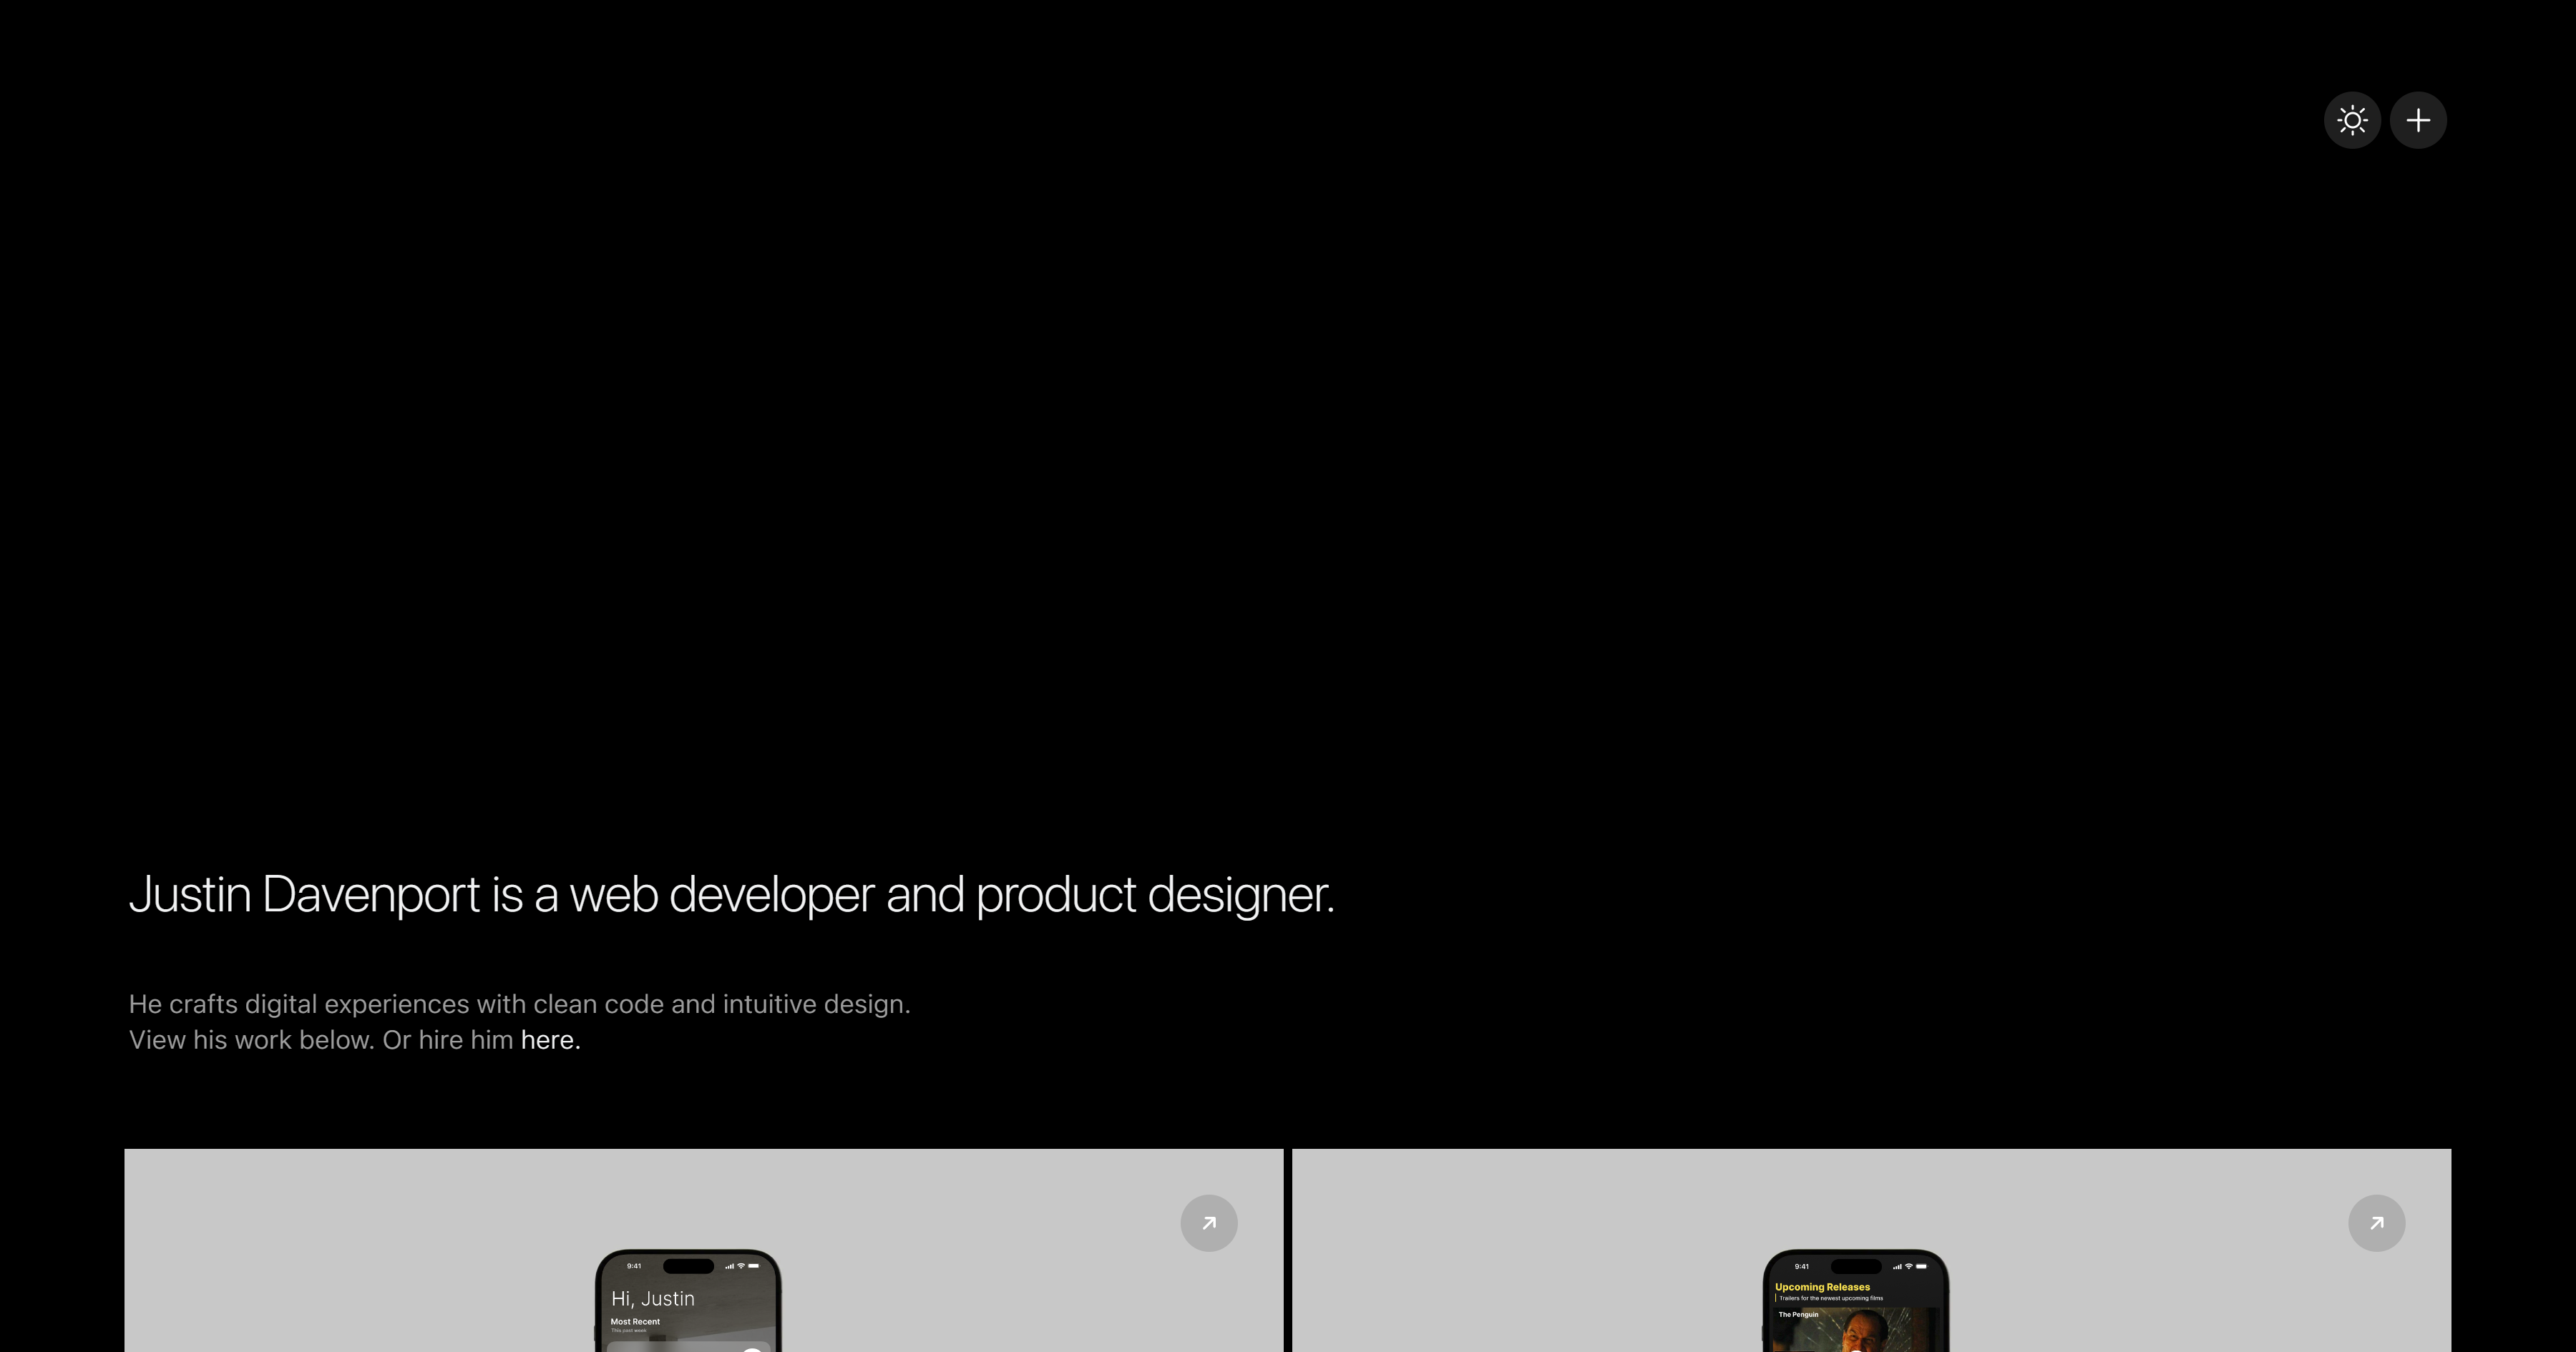 Justin Davenport is a web developer and product designer.
He crafts digital experiences with clean code and intuitive design.
View his work below. Or hire him here.
9:41
Hi, Justin
Most Recent
This past week
9:41
Upcoming Releases
Trailers for the newest upcoming films
The Penguin